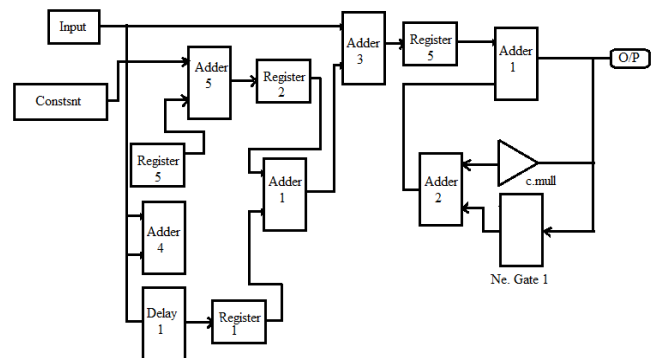 Input
Constsnt
Adder
5
Register
2
Register
5
Adder
4
Delay
1
Register
1
Adder
1
Adder
3
Register
5
Adder
1
O/P
Adder
2
c.mull
Ne. Gate 1